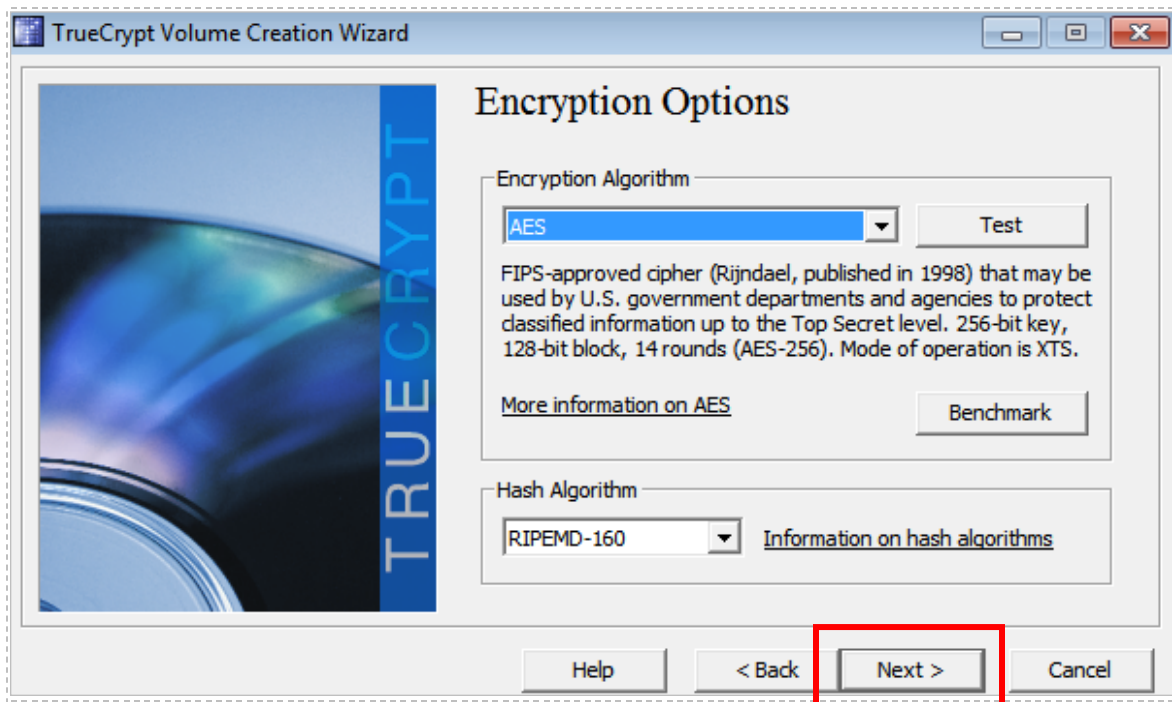 TrueCrypt Volume Creation Wizard
TRUECRYPT
Encryption Options
Encryption Algorithm
AES
Test
FIPS-approved cipher (Rijndael, published in 1998) that may be
used by U.S. government departments and agencies to protect
classified information up to the Top Secret level. 256-bit key,
128-bit block, 14 rounds (AES-256). Mode of operation is XTS.
More information on AES
Benchmark
Hash Algorithm
RIPEMD-160
Information on hash algorithms
Help
< Back
Next >
Cancel